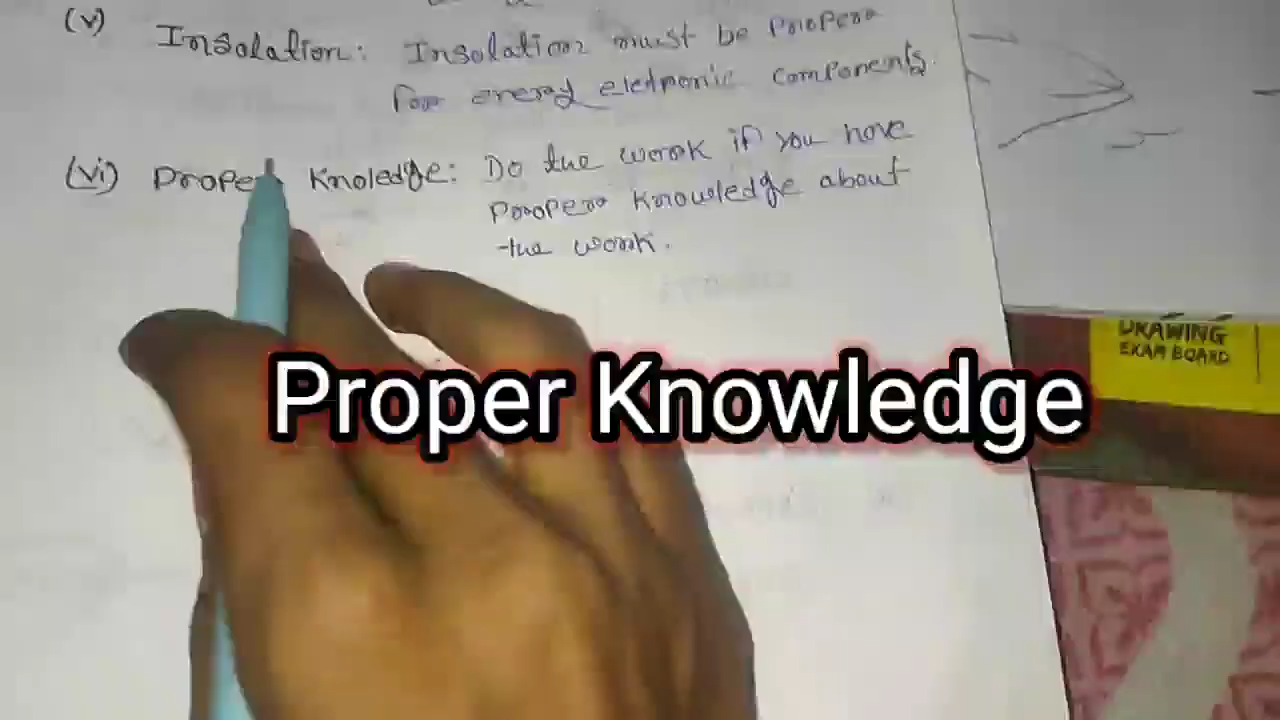 (v) Insolation: Insolation must be Proper
for every eletronic components.
(vi) Proper Knoledge: Do the work if you have
Proper Knowledge about
the work.
Proper Knowledge
DRAWING
EXAM BOARD